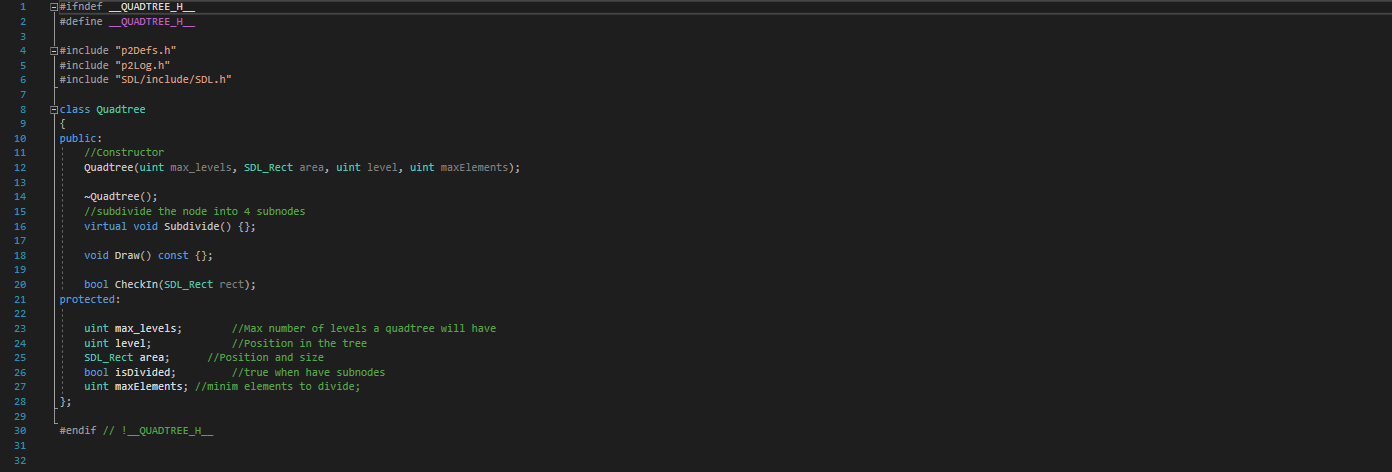 1 #ifndef __QUADTREE_H__
2 #define __QUADTREE_H__
3
4 #include "p2Defs.h"
5 #include "p2Log.h"
6 #include "SDL/include/SDL.h"
7
8 class Quadtree
9 {
10 public:
11 //Constructor
12 Quadtree(uint max_levels, SDL_Rect area, uint level, uint maxElements);
13
14 ~Quadtree();
15 //subdivide the node into 4 subnodes
16 virtual void Subdivide() {};
17
18 void Draw() const {};
19
20 bool CheckIn(SDL_Rect rect);
21 protected:
22
23 uint max_levels; //Max number of levels a quadtree will have
24 uint level; //Position in the tree
25 SDL_Rect area; //Position and size
26 bool isDivided; //true when have subnodes
27 uint maxElements; //minim elements to divide;
28 };
29
30 #endif // !__QUADTREE_H__
31
32